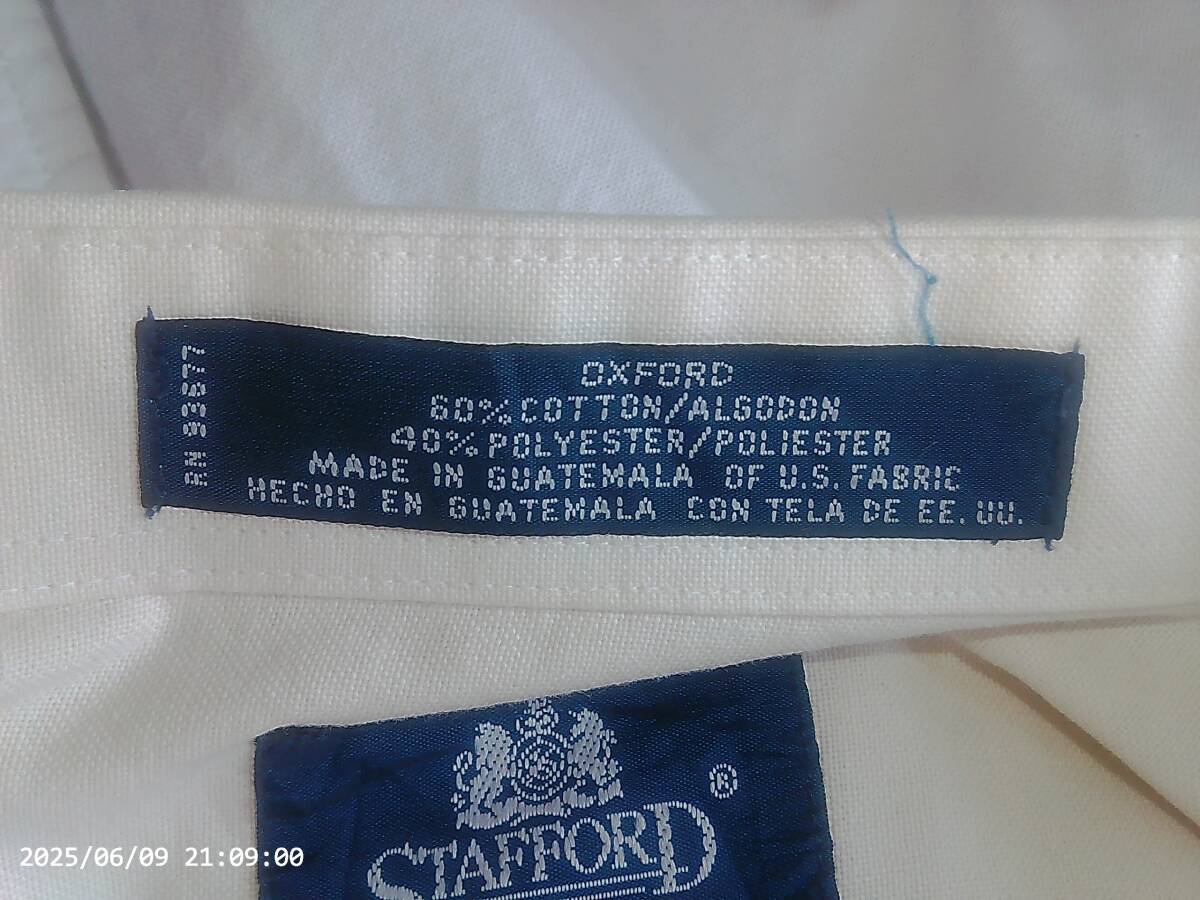 RN 93677
OXFORD
60% COTTON/ALGODON
40% POLYESTER/POLIESTER
MADE IN GUATEMALA OF U.S. FABRIC
HECHO EN GUATEMALA CON TELA DE EE. UU.
STAFFORD®
2025/06/09 21:09:00